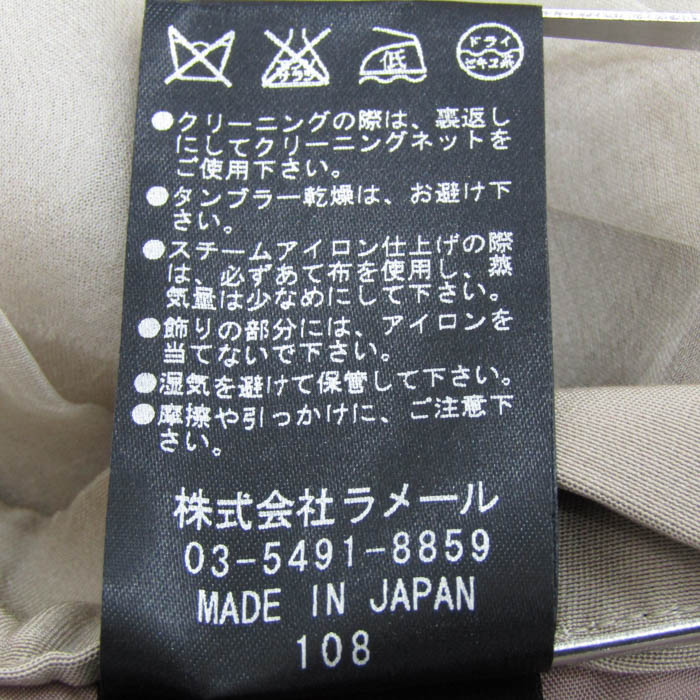 エンソ
サラシ
低
ドライ
セキユ系
●クリーニングの際は、裏返し
にしてクリーニングネットを
ご使用下さい。
●タンブラー乾燥は、お避け下
さい。
●スチームアイロン仕上げの際
は、必ずあて布を使用し、蒸
気量は少なめにして下さい。
●飾りの部分には、アイロンを
当てないで下さい。
●湿気を避けて保管して下さい。
●摩擦や引っかけに、ご注意下
さい。
株式会社ラメール
03-5491-8859
MADE IN JAPAN
108